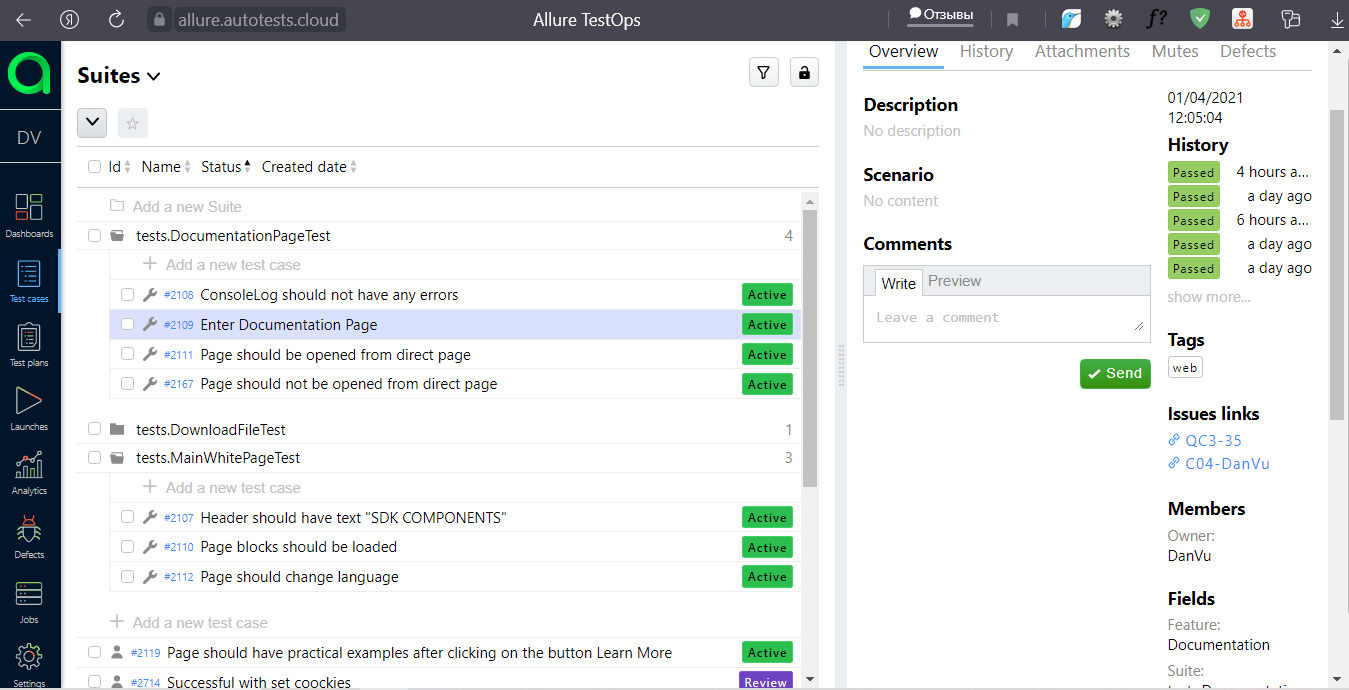 allure.autotests.cloud
Allure TestOps
Отзывы
DV
Dashboards
Test cases
Test plans
Launches
Analytics
Defects
Jobs
Settings
Suites
Id Name Status Created date
Add a new Suite
tests.DocumentationPageTest 4
Add a new test case
#2108 ConsoleLog should not have any errors Active
#2109 Enter Documentation Page Active
#2111 Page should be opened from direct page Active
#2167 Page should not be opened from direct page Active
tests.DownloadFileTest 1
tests.MainWhitePageTest 3
Add a new test case
#2107 Header should have text "SDK COMPONENTS" Active
#2110 Page blocks should be loaded Active
#2112 Page should change language Active
Add a new test case
#2119 Page should have practical examples after clicking on the button Learn More Active
#2714 Successful with set coockies Review
Overview History Attachments Mutes Defects
Description
No description
Scenario
No content
Comments
Write Preview
Leave a comment
Send
01/04/2021
12:05:04
History
Passed 4 hours a...
Passed a day ago
Passed 6 hours a...
Passed a day ago
Passed a day ago
show more...
Tags
web
Issues links
QC3-35
C04-DanVu
Members
Owner:
DanVu
Fields
Feature:
Documentation
Suite: